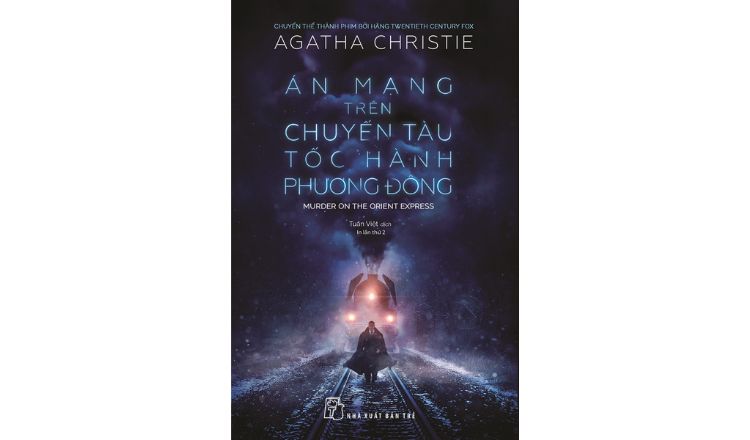 CHUYỂN THỂ THÀNH PHIM BỞI HÃNG TWENTIETH CENTURY FOX
AGATHA CHRISTIE
ÁN MẠNG
TRÊN
CHUYẾN TÀU
TỐC HÀNH
PHƯƠNG ĐÔNG
MURDER ON THE ORIENT EXPRESS
Tuấn Việt dịch
In lần thứ 2
NHÀ XUẤT BẢN TRẺ